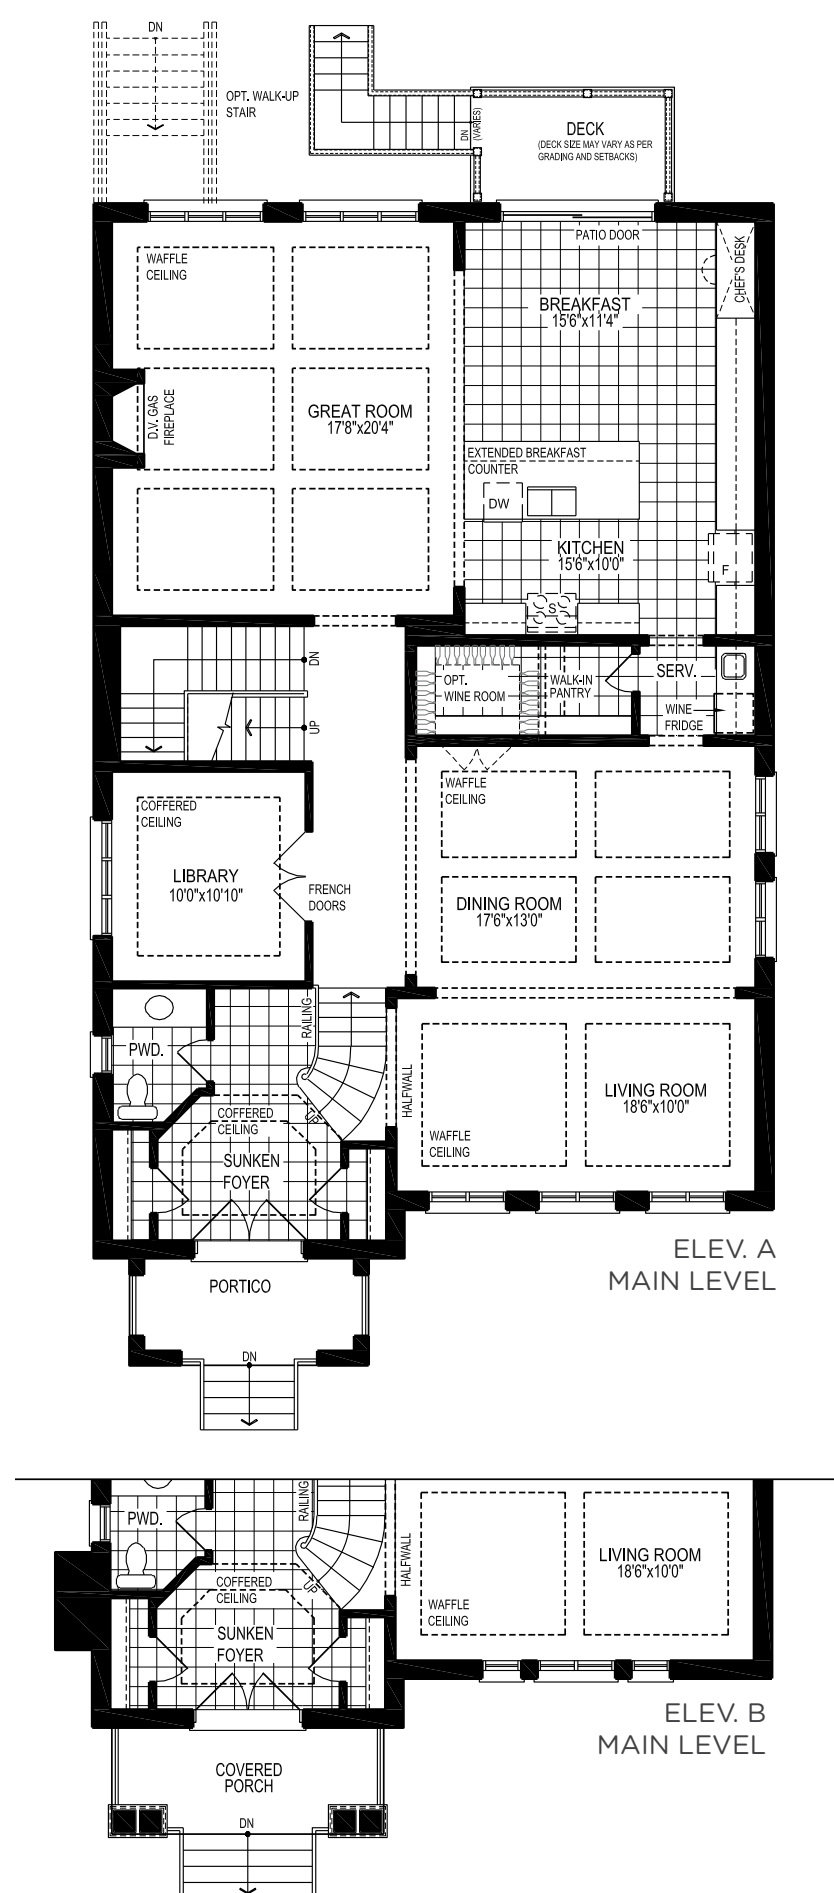 DN
OPT. WALK-UP
STAIR
DN
(VARIES)
DECK
(DECK SIZE MAY VARY AS PER
GRADING AND SETBACKS)
WAFFLE
CEILING
PATIO DOOR
CHEF'S DESK
BREAKFAST
15'6"x11'4"
D.V. GAS
FIREPLACE
GREAT ROOM
17'8"x20'4"
EXTENDED BREAKFAST
COUNTER
DW
KITCHEN
15'6"x10'0"
F
S
DN
UP
OPT.
WINE ROOM
WALK-IN
PANTRY
SERV.
WINE
FRIDGE
WAFFLE
CEILING
COFFERED
CEILING
LIBRARY
10'0"x10'10"
FRENCH
DOORS
DINING ROOM
17'6"x13'0"
RAILING
PWD.
HALFWALL
LIVING ROOM
18'6"x10'0"
UP
COFFERED
CEILING
WAFFLE
CEILING
SUNKEN
FOYER
ELEV. A
MAIN LEVEL
PORTICO
DN
RAILING
PWD.
HALFWALL
LIVING ROOM
18'6"x10'0"
UP
COFFERED
CEILING
WAFFLE
CEILING
SUNKEN
FOYER
ELEV. B
MAIN LEVEL
COVERED
PORCH
DN